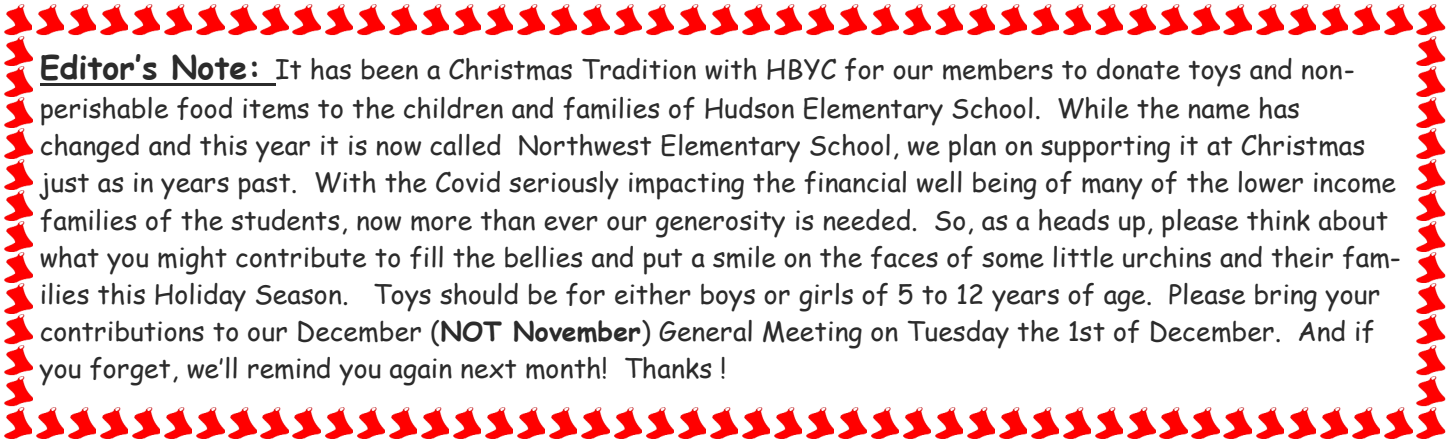 Editor’s Note: It has been a Christmas Tradition with HBYC for our members to donate toys and non-
perishable food items to the children and families of Hudson Elementary School.  While the name has
changed and this year it is now called  Northwest Elementary School, we plan on supporting it at Christmas
just as in years past.  With the Covid seriously impacting the financial well being of many of the lower income
families of the students, now more than ever our generosity is needed.  So, as a heads up, please think about
what you might contribute to fill the bellies and put a smile on the faces of some little urchins and their fam-
ilies this Holiday Season.   Toys should be for either boys or girls of 5 to 12 years of age.  Please bring your
contributions to our December (NOT November) General Meeting on Tuesday the 1st of December.  And if
you forget, we’ll remind you again next month!  Thanks !